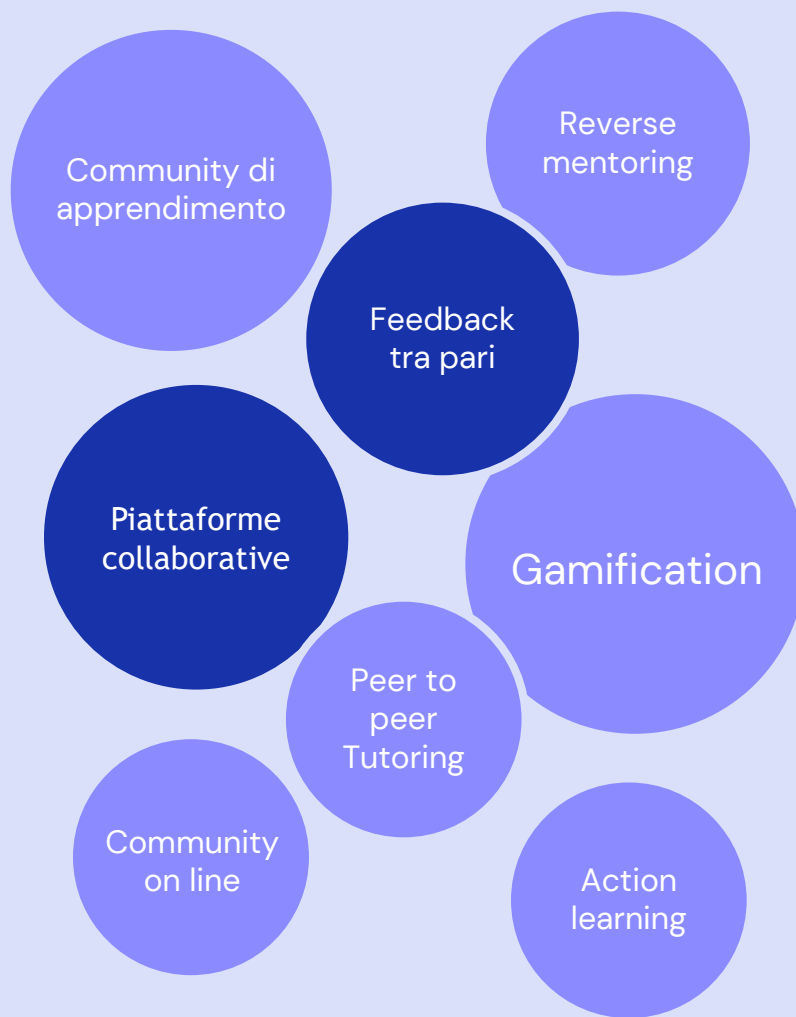 Community di
apprendimento
Reverse
mentoring
Feedback
tra pari
Piattaforme
collaborative
Gamification
Peer to
peer
Tutoring
Community
on line
Action
learning